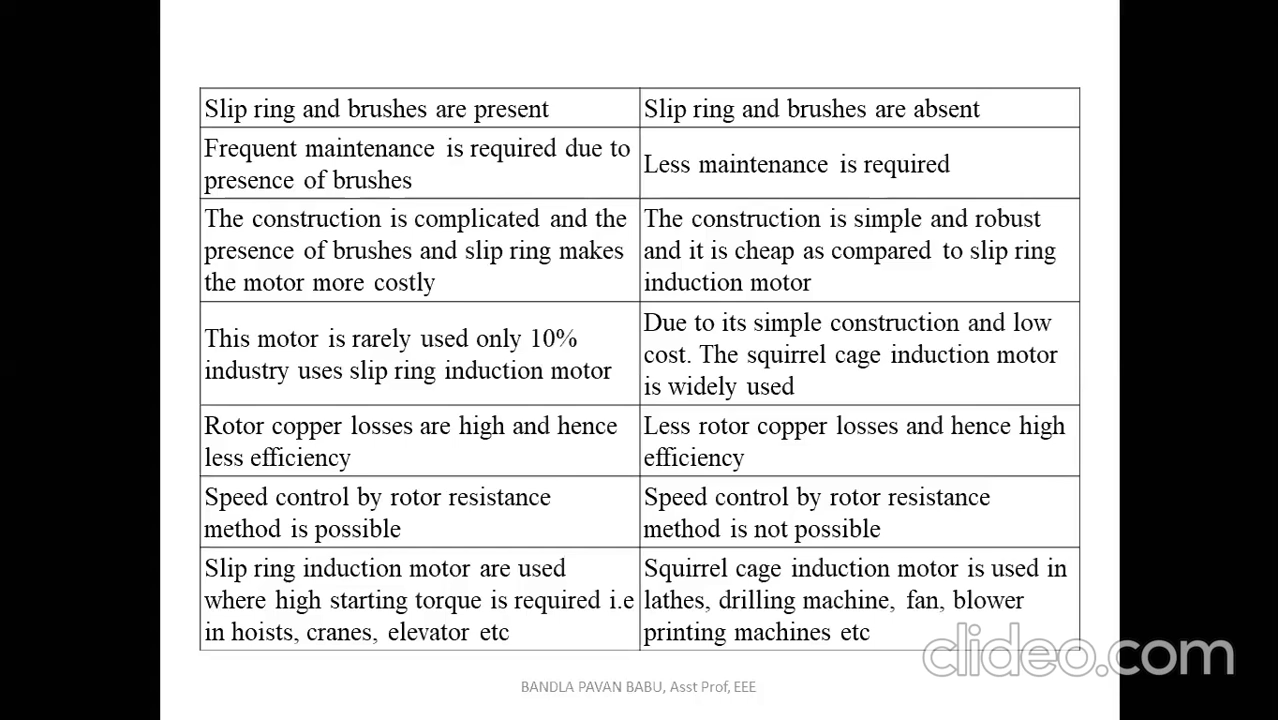 Slip ring and brushes are present
Slip ring and brushes are absent
Frequent maintenance is required due to
presence of brushes
Less maintenance is required
The construction is complicated and the
presence of brushes and slip ring makes
the motor more costly
The construction is simple and robust
and it is cheap as compared to slip ring
induction motor
This motor is rarely used only 10%
industry uses slip ring induction motor
Due to its simple construction and low
cost. The squirrel cage induction motor
is widely used
Rotor copper losses are high and hence
less efficiency
Less rotor copper losses and hence high
efficiency
Speed control by rotor resistance
method is possible
Speed control by rotor resistance
method is not possible
Slip ring induction motor are used
where high starting torque is required i.e
in hoists, cranes, elevator etc
Squirrel cage induction motor is used in
lathes, drilling machine, fan, blower
printing machines etc
clideo.com
BANDLA PAVAN BABU, Asst Prof, EEE